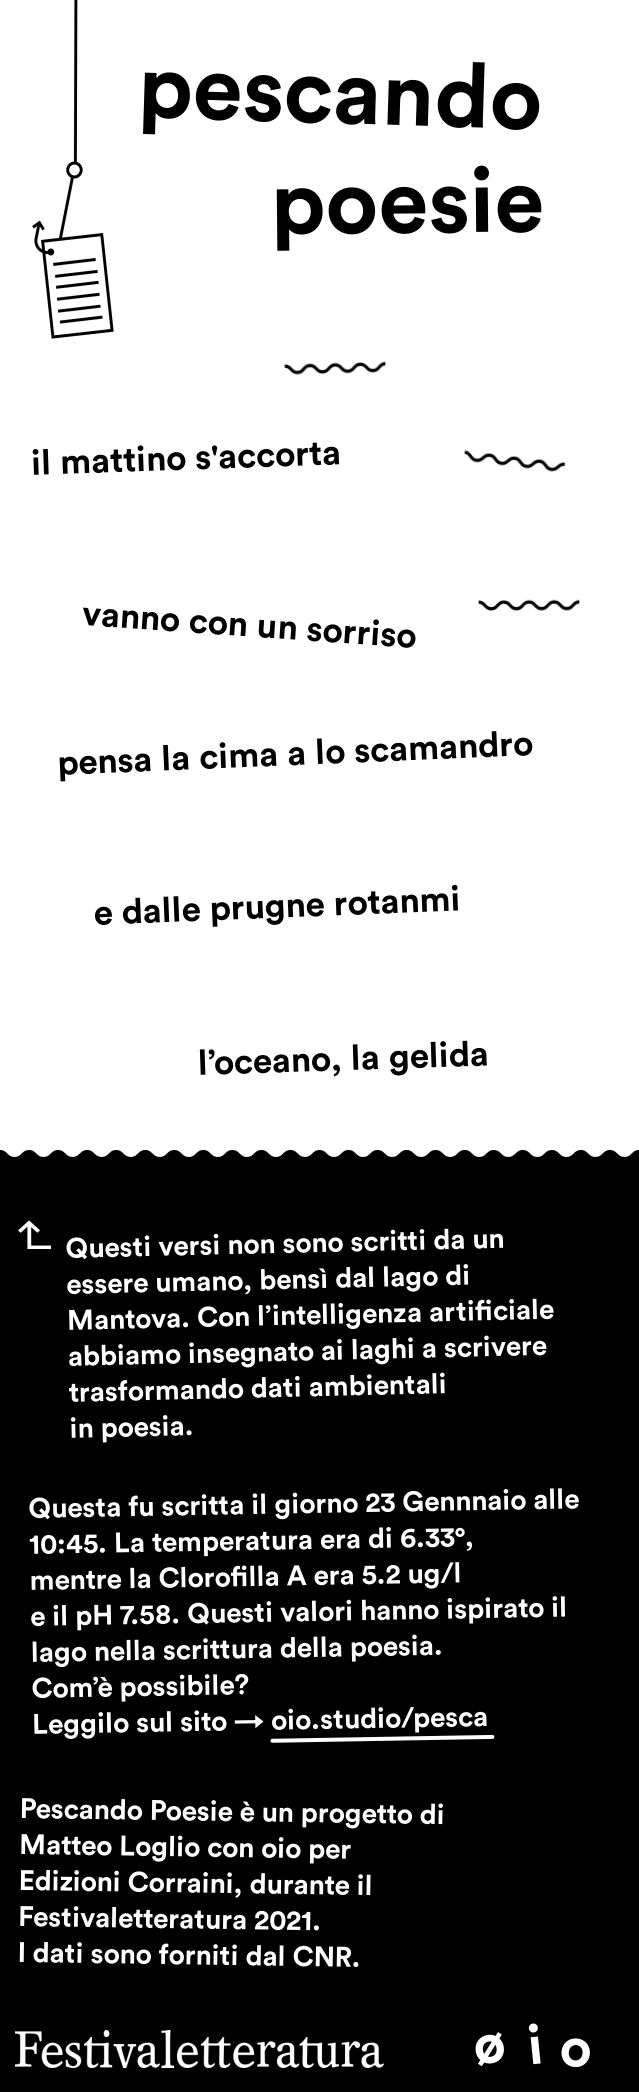 pescando
poesie
il mattino s'accorta
vanno con un sorriso
pensa la cima a lo scamandro
e dalle prugne rotanmi
l’oceano, la gelida
Questi versi non sono scritti da un
essere umano, bensì dal lago di
Mantova. Con l’intelligenza artificiale
abbiamo insegnato ai laghi a scrivere
trasformando dati ambientali
in poesia.
Questa fu scritta il giorno 23 Gennnaio alle
10:45. La temperatura era di 6.33°,
mentre la Clorofilla A era 5.2 ug/l
e il pH 7.58. Questi valori hanno ispirato il
lago nella scrittura della poesia.
Com’è possibile?
Leggilo sul sito → oio.studio/pesca
Pescando Poesie è un progetto di
Matteo Loglio con oio per
Edizioni Corraini, durante il
Festivaletteratura 2021.
I dati sono forniti dal CNR.
Festivaletteratura øio